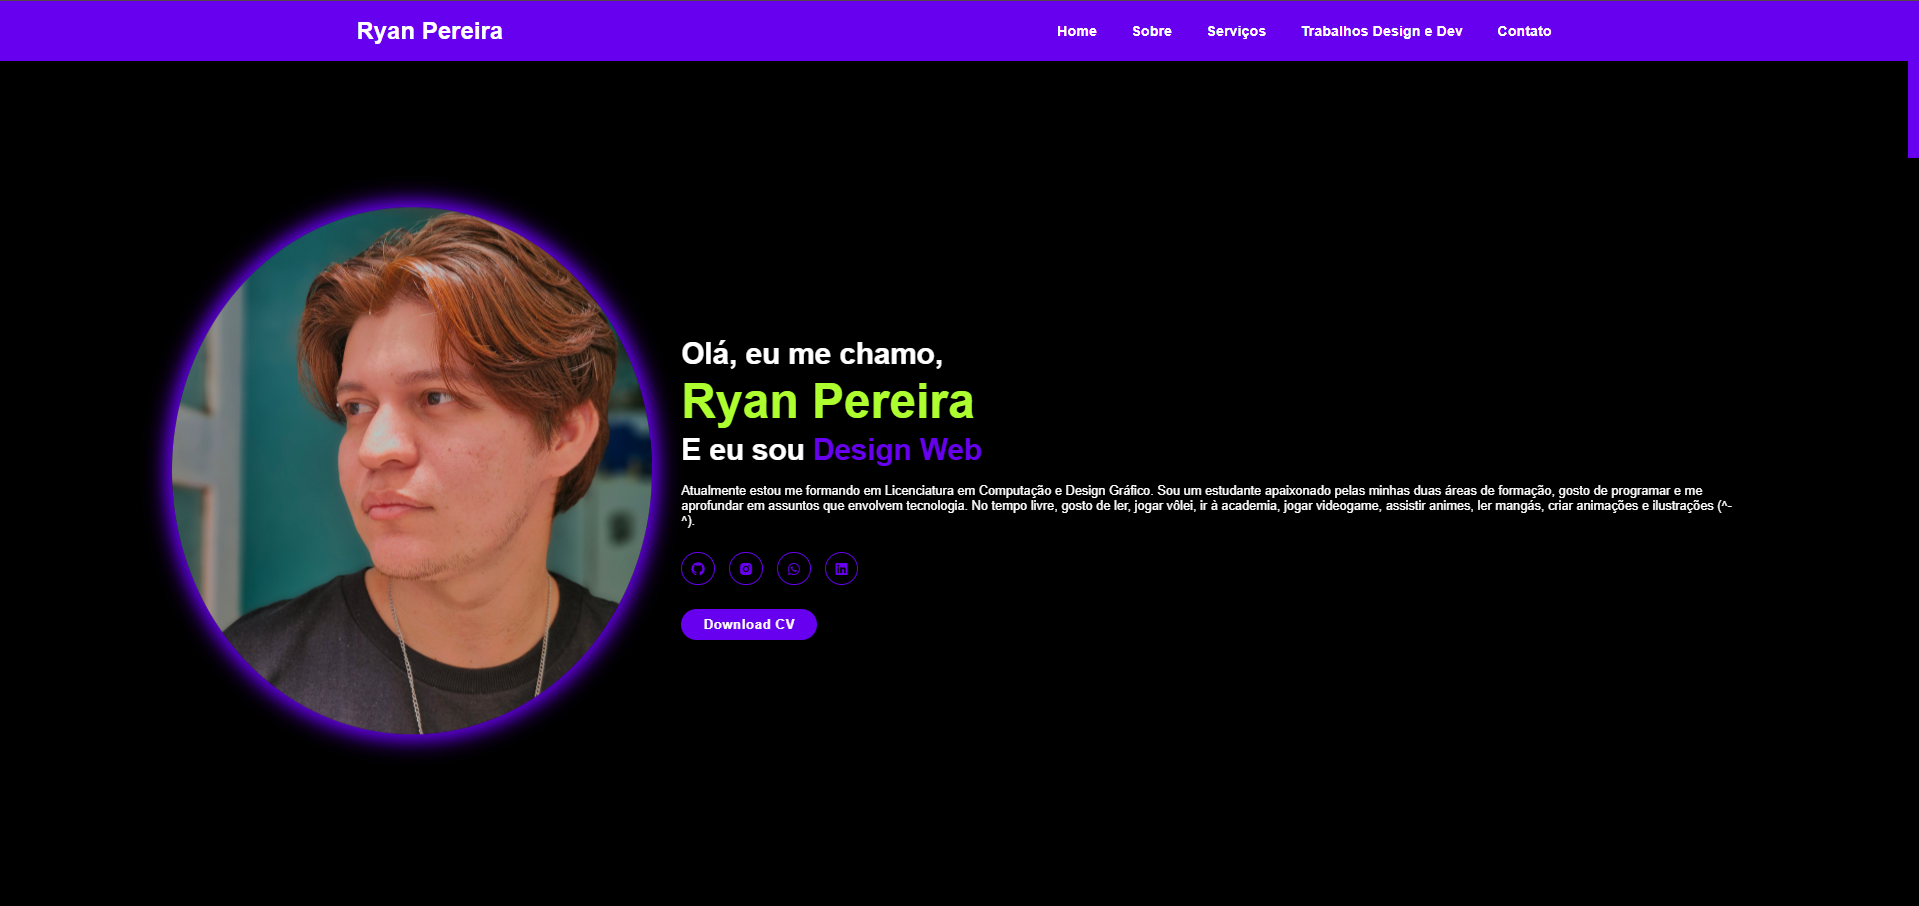 Ryan Pereira
Home Sobre Serviços Trabalhos Design e Dev Contato
Olá, eu me chamo,
Ryan Pereira
E eu sou Design Web
Atualmente estou me formando em Licenciatura em Computação e Design Gráfico. Sou um estudante apaixonado pelas minhas duas áreas de formação, gosto de programar e me
aprofundar em assuntos que envolvem tecnologia. No tempo livre, gosto de ler, jogar vôlei, ir à academia, jogar videogame, assistir animes, ler mangás, criar animações e ilustrações (^-
^).
Download CV